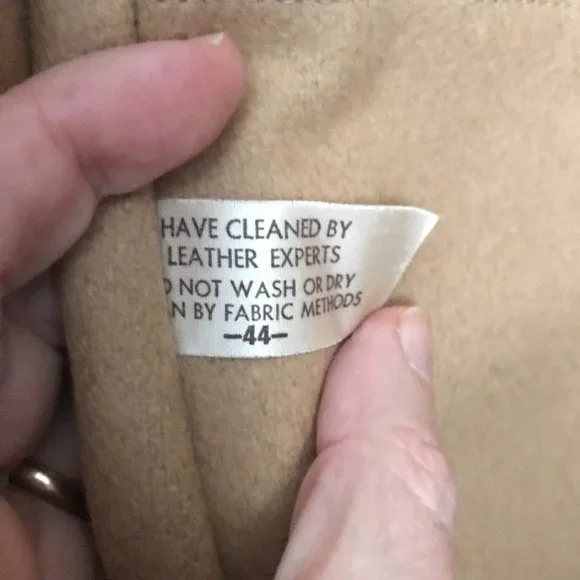 HAVE CLEANED BY
LEATHER EXPERTS
O NOT WASH OR DRY
N BY FABRIC METHODS
-44-